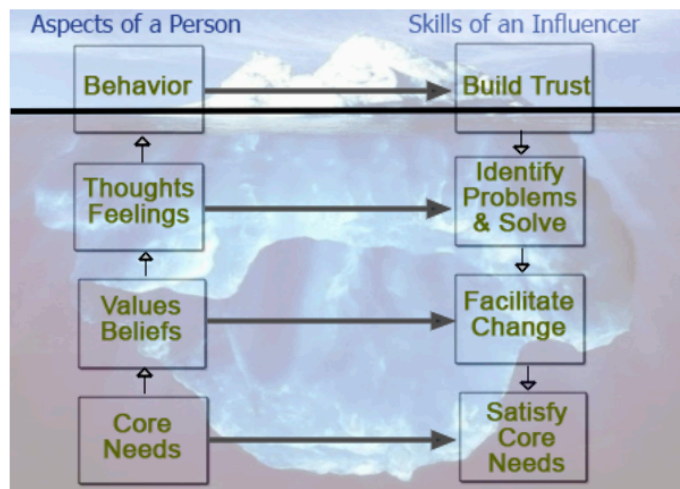 Aspects of a Person
Skills of an Influencer
Behavior
Build Trust
Thoughts
Feelings
Identify
Problems
& Solve
Values
Beliefs
Facilitate
Change
Core
Needs
Satisfy
Core
Needs